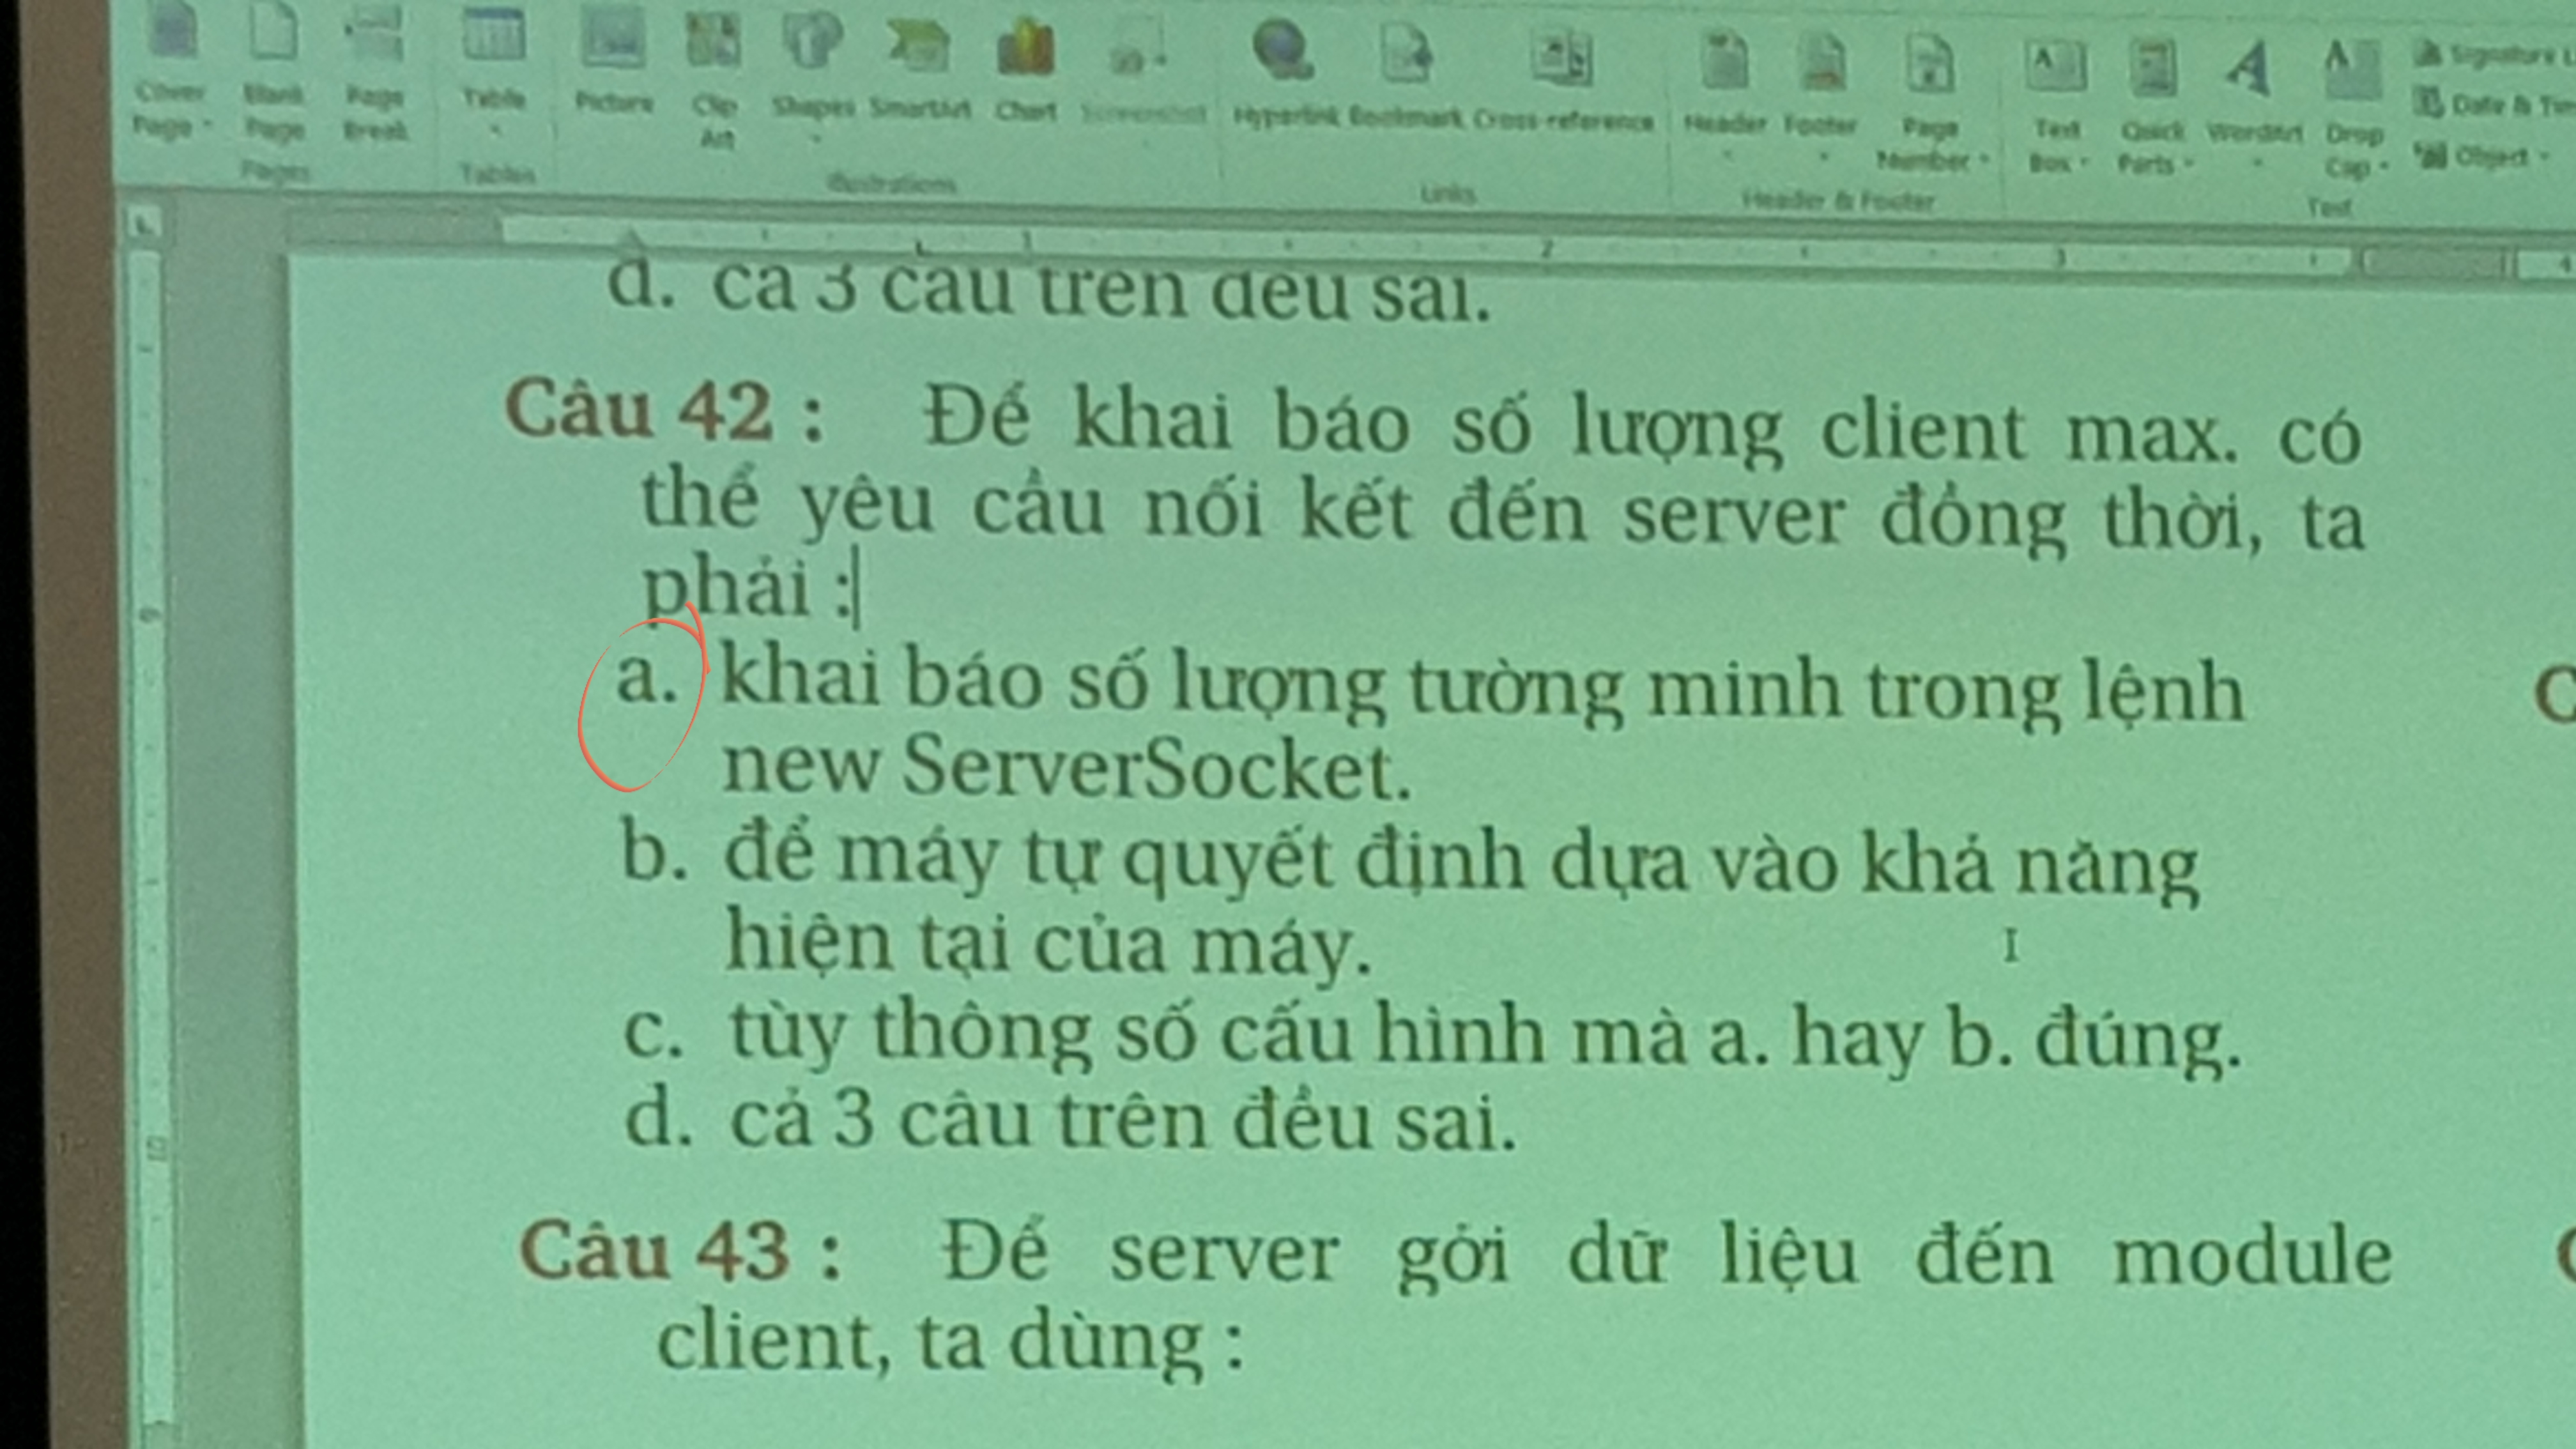 Cover Blank Page Table Picture Clip Shapes SmartArt Chart Screenshot Hyperlink Bookmark Cross-reference Header Footer Page Text Quick WordArt Drop Signature
Page Page Break Art Number Box Parts Cap Date & Object
Pages Tables Illustrations Links Header & Footer Text
d. cả 3 câu trên đều sai.
Câu 42 : Để khai báo số lượng client max. có
thể yêu cầu nối kết đến server đồng thời, ta
phải :
a. khai báo số lượng tường minh trong lệnh
new ServerSocket.
b. để máy tự quyết định dựa vào khả năng
hiện tại của máy.
c. tùy thông số cấu hình mà a. hay b. đúng.
d. cả 3 câu trên đều sai.
Câu 43 : Để server gởi dữ liệu đến module
client, ta dùng :